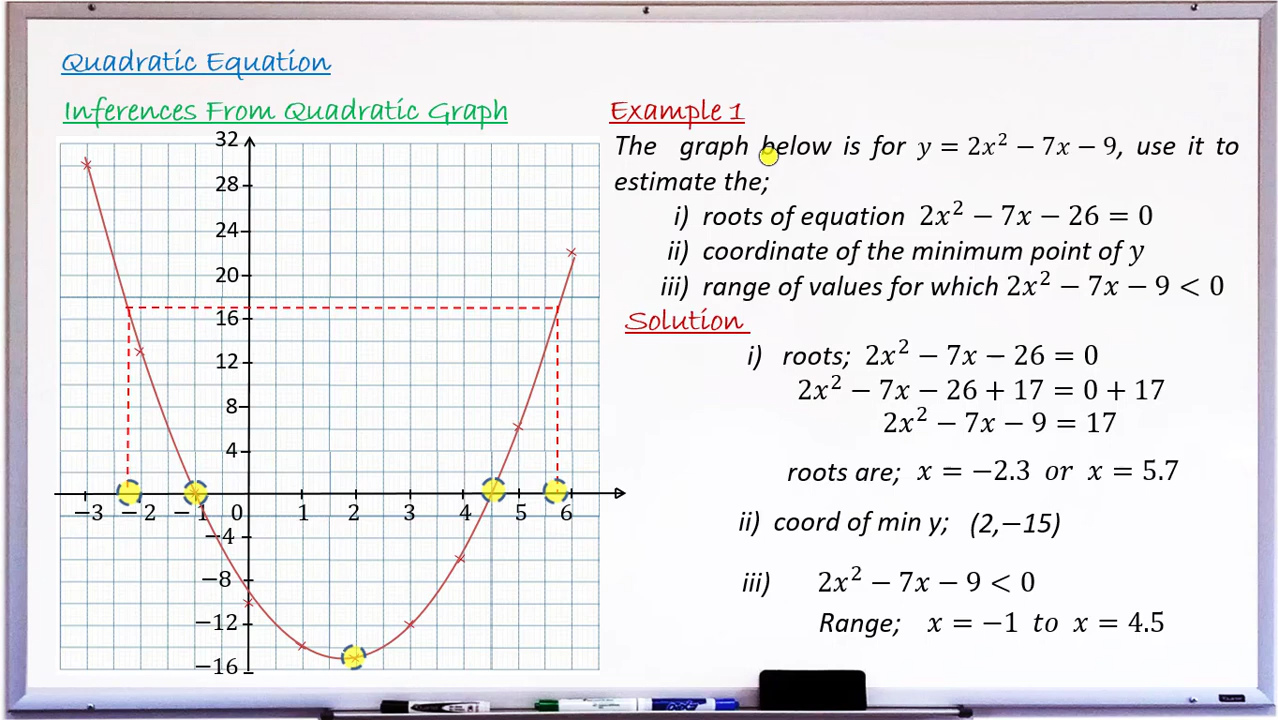 Quadratic Equation
Inferences From Quadratic Graph
32
28
24
20
16
12
8
4
−3 −2 −1 0 1 2 3 4 5 6
−4
−8
−12
−16
Example 1
The graph below is for y = 2x² − 7x − 9, use it to
estimate the;
i) roots of equation 2x² − 7x − 26 = 0
ii) coordinate of the minimum point of y
iii) range of values for which 2x² − 7x − 9 < 0
Solution
i) roots; 2x² − 7x − 26 = 0
2x² − 7x − 26 + 17 = 0 + 17
2x² − 7x − 9 = 17
roots are; x = −2.3 or x = 5.7
ii) coord of min y; (2,−15)
iii) 2x² − 7x − 9 < 0
Range; x = −1 to x = 4.5